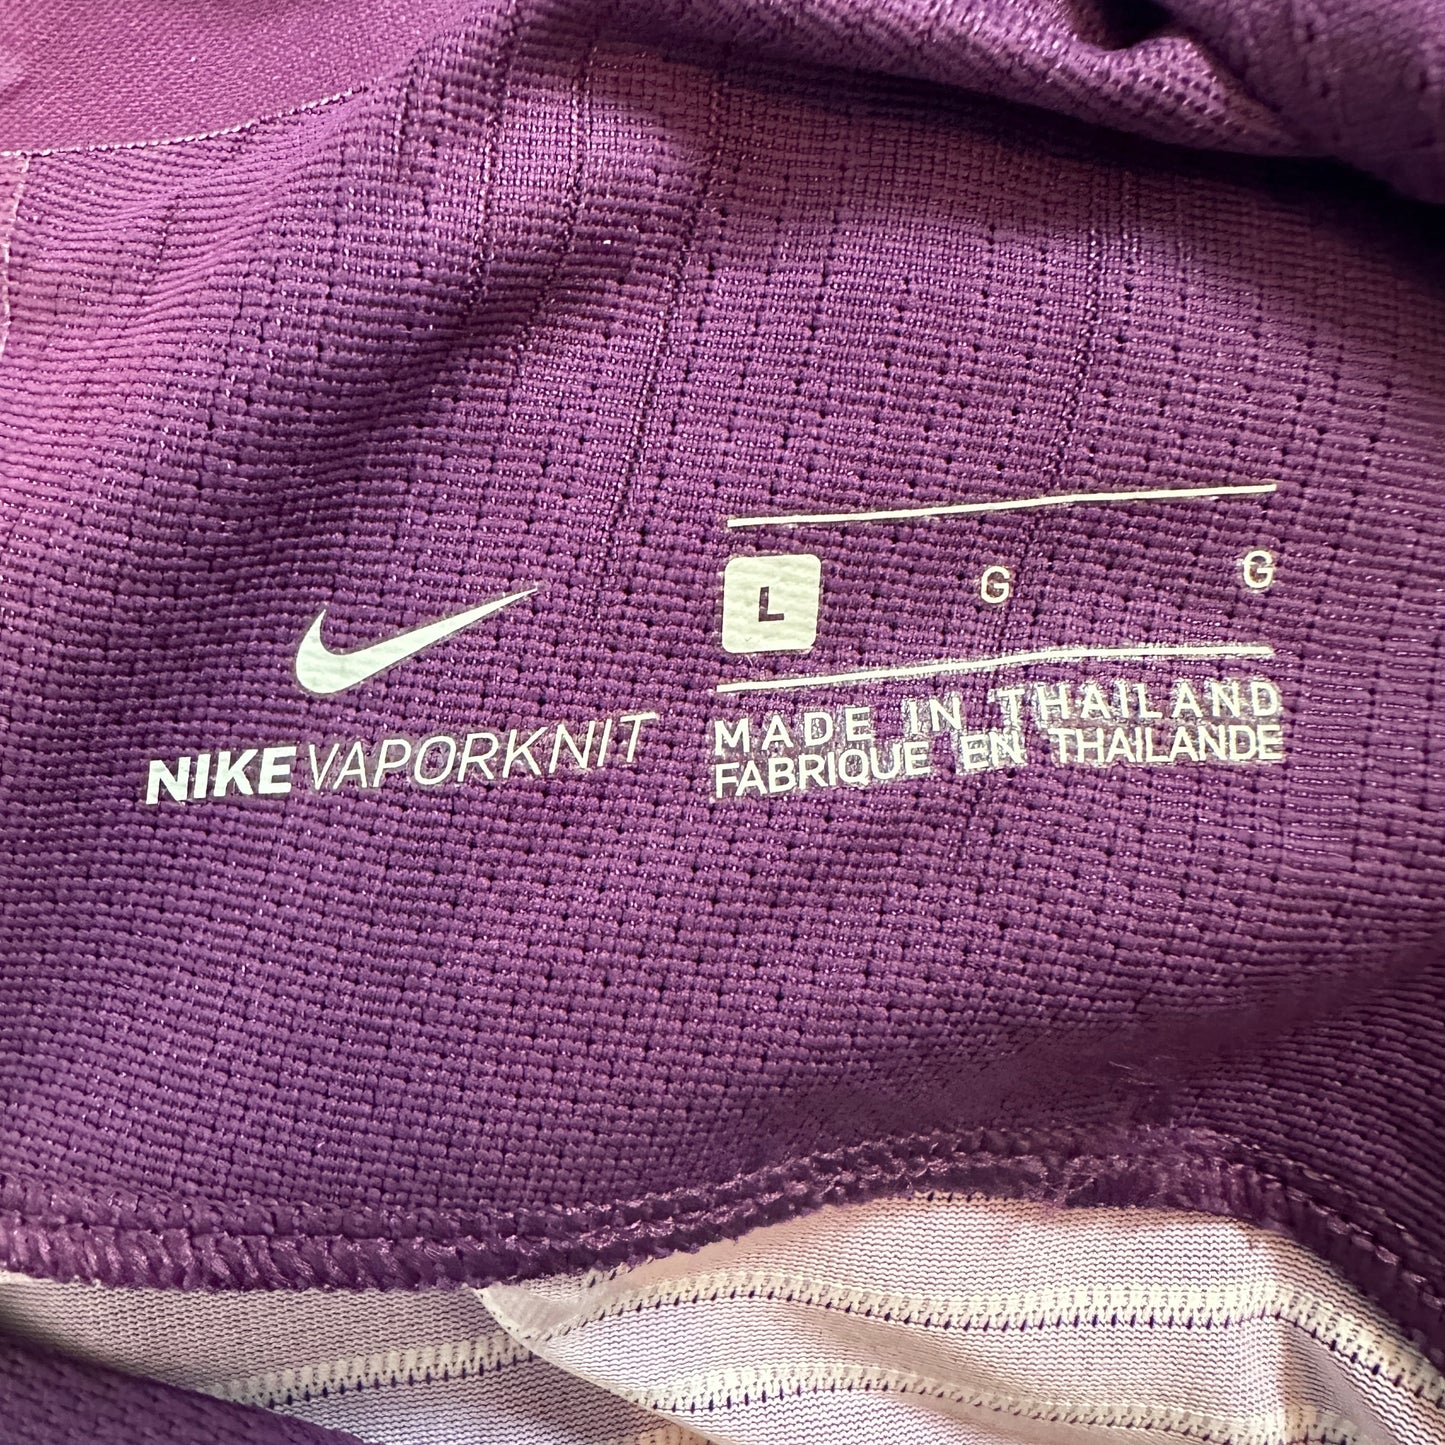 NIKE VAPORKNIT
L G G
MADE IN THAILAND
FABRIQUE EN THAILANDE